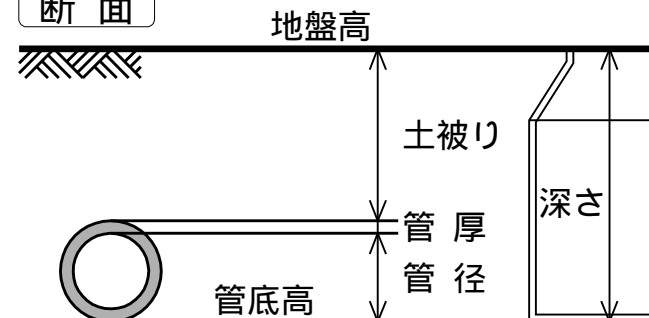 断 面
地盤高
土被り
深さ
管 厚
管 径
管底高